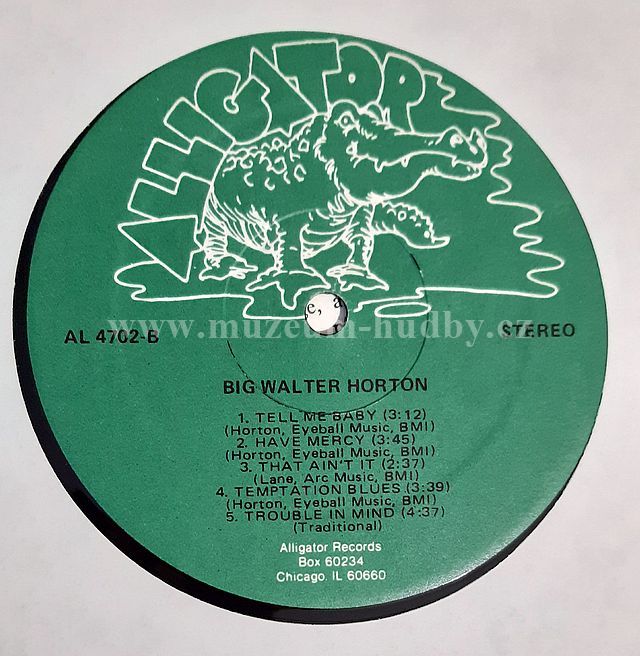 ALLIGATOR
www.muzeum-hudby.cz
AL 4702-B
STEREO
BIG WALTER HORTON
1. TELL ME BABY (3:12)
(Horton, Eyeball Music, BMI)
2. HAVE MERCY (3:45)
(Horton, Eyeball Music, BMI)
3. THAT AIN'T IT (2:37)
(Lane, Arc Music, BMI)
4. TEMPTATION BLUES (3:39)
(Horton, Eyeball Music, BMI)
5. TROUBLE IN MIND (4:37)
(Traditional)
Alligator Records
Box 60234
Chicago, IL 60660